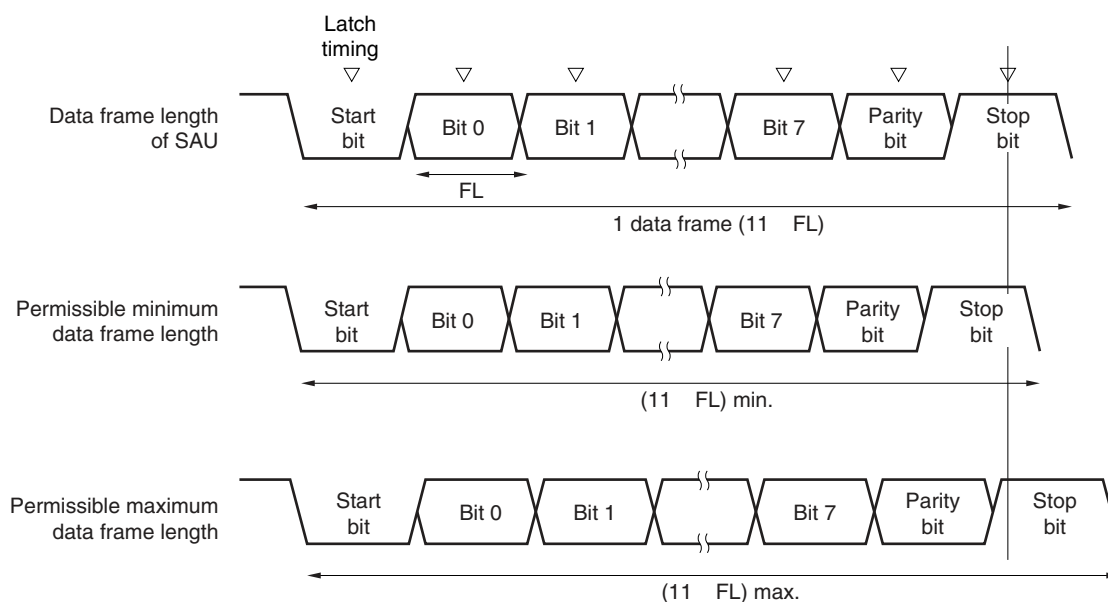 Latch
timing
Data frame length
of SAU
Start
bit
Bit 0
Bit 1
Bit 7
Parity
bit
Stop
bit
FL
1 data frame (11 FL)
Permissible minimum
data frame length
Start
bit
Bit 0
Bit 1
Bit 7
Parity
bit
Stop
bit
(11 FL) min.
Permissible maximum
data frame length
Start
bit
Bit 0
Bit 1
Bit 7
Parity
bit
Stop
bit
(11 FL) max.